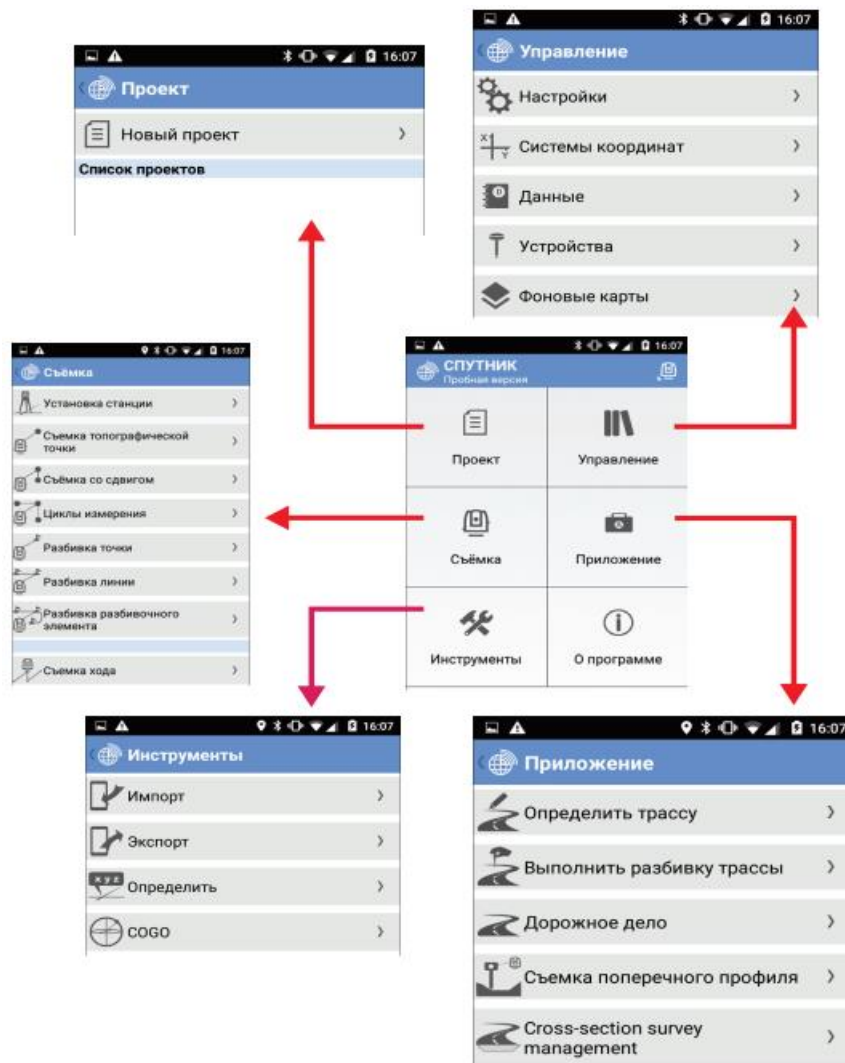 16:07
Проект
Новый проект
Список проектов
16:07
Управление
Настройки
Системы координат
Данные
Устройства
Фоновые карты
16:07
Съёмка
Установка станции
Съемка топографической
точки
Съёмка со сдвигом
Циклы измерения
Разбивка точки
Разбивка линии
Разбивка разбивочного
элемента
Съемка хода
16:07
СПУТНИК
Пробная версия
Проект
Управление
Съёмка
Приложение
Инструменты
О программе
16:07
Инструменты
Импорт
Экспорт
x y z
Определить
COGO
16:07
Приложение
Определить трассу
Выполнить разбивку трассы
Дорожное дело
Съемка поперечного профиля
Cross-section survey
management